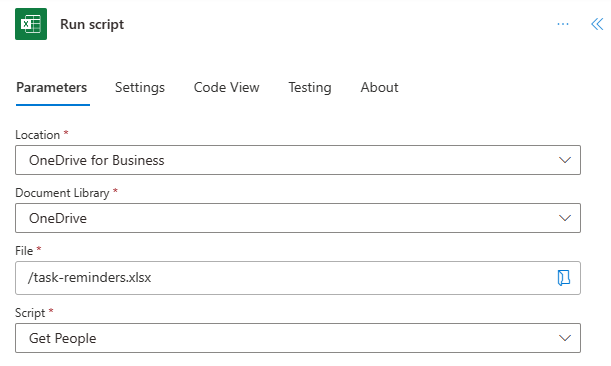 Run script
Parameters Settings Code View Testing About
Location *
OneDrive for Business
Document Library *
OneDrive
File *
/task-reminders.xlsx
Script *
Get People